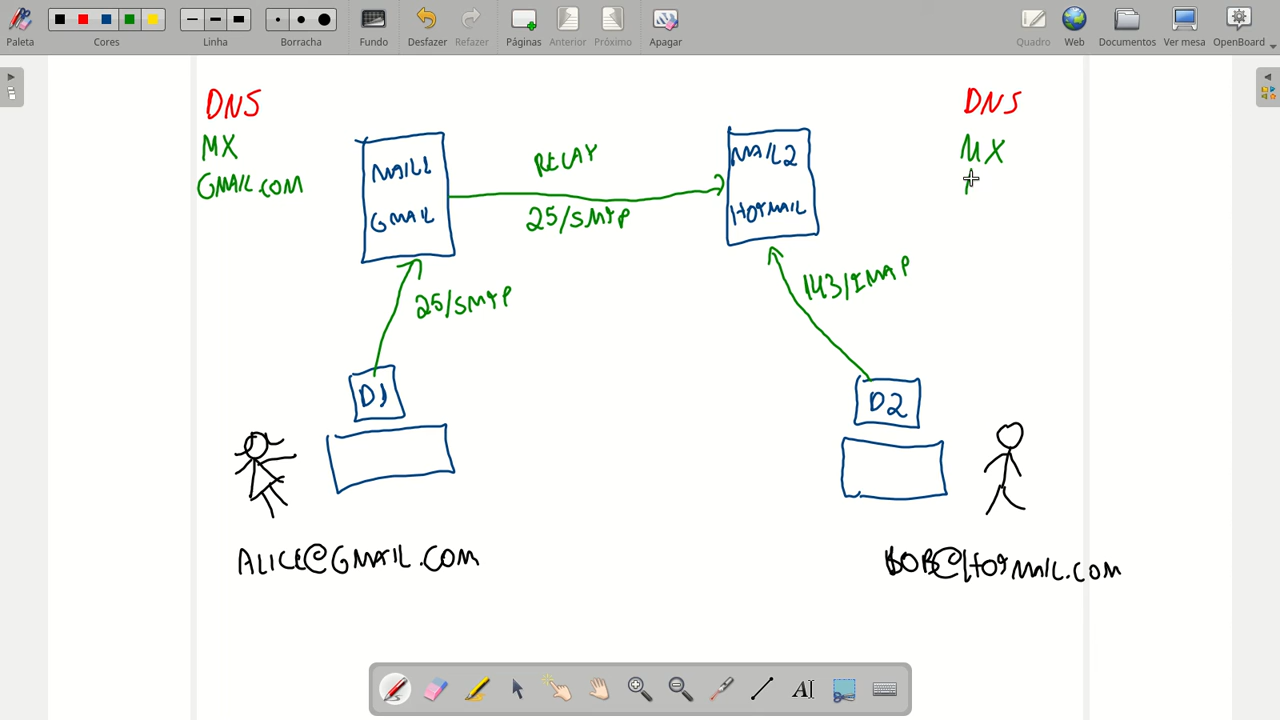 Paleta
Cores
Linha
Borracha
Fundo
Desfazer
Refazer
Páginas
Anterior
Próximo
Apagar
Quadro
Web
Documentos
Ver mesa
OpenBoard
DNS
MX
GMAIL.COM
MAIL1
GMAIL
RELAY
25/SMTP
MAIL2
HOTMAIL
DNS
MX
25/SMTP
143/IMAP
D1
D2
ALICE@GMAIL.COM
BOB@HOTMAIL.COM
AI